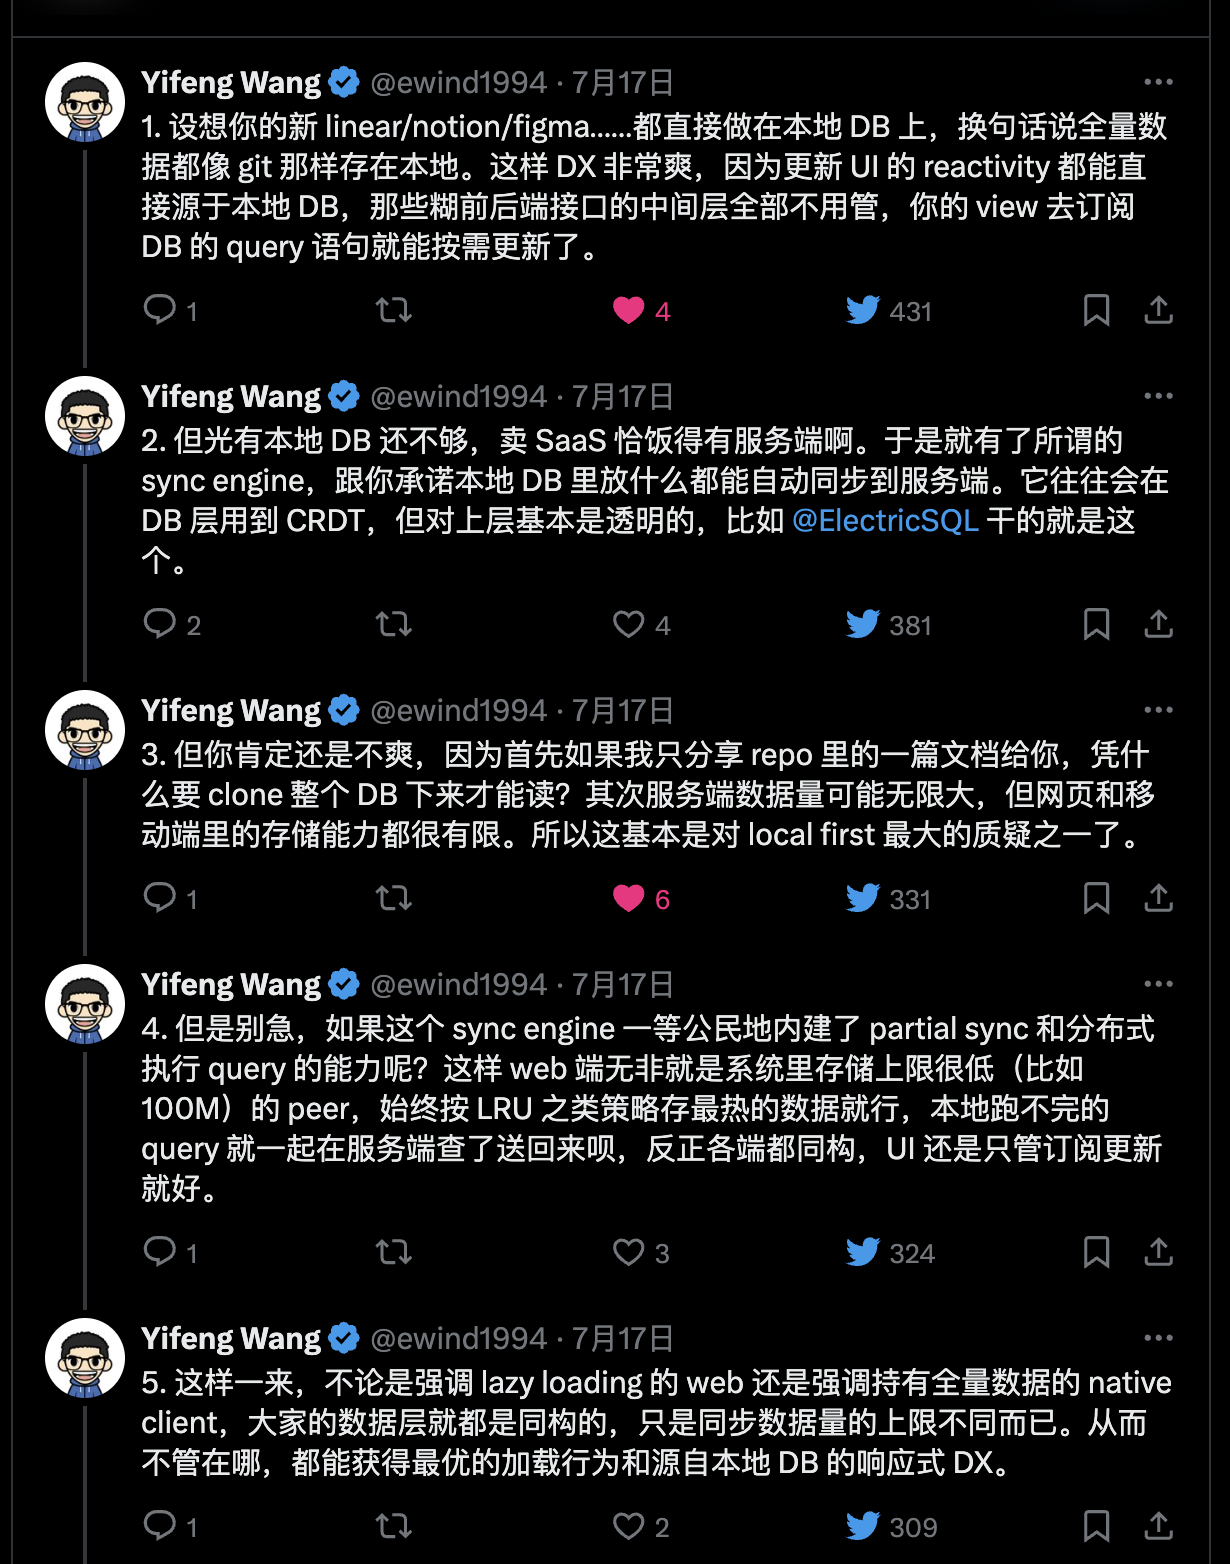 Yifeng Wang @ewind1994 · 7月17日
1. 设想你的新 linear/notion/figma......都直接做在本地 DB 上，换句话说全量数
据都像 git 那样存在本地。这样 DX 非常爽，因为更新 UI 的 reactivity 都能直
接源于本地 DB，那些糊前后端接口的中间层全部不用管，你的 view 去订阅
DB 的 query 语句就能按需更新了。
1 4 431
Yifeng Wang @ewind1994 · 7月17日
2. 但光有本地 DB 还不够，卖 SaaS 恰饭得有服务端啊。于是就有了所谓的
sync engine，跟你承诺本地 DB 里放什么都能自动同步到服务端。它往往会在
DB 层用到 CRDT，但对上层基本是透明的，比如 @ElectricSQL 干的就是这
个。
2 4 381
Yifeng Wang @ewind1994 · 7月17日
3. 但你肯定还是不爽，因为首先如果我只分享 repo 里的一篇文档给你，凭什
么要 clone 整个 DB 下来才能读？其次服务端数据量可能无限大，但网页和移
动端里的存储能力都很有限。所以这基本是对 local first 最大的质疑之一了。
1 6 331
Yifeng Wang @ewind1994 · 7月17日
4. 但是别急，如果这个 sync engine 一等公民地内建了 partial sync 和分布式
执行 query 的能力呢？这样 web 端无非就是系统里存储上限很低（比如
100M）的 peer，始终按 LRU 之类策略存最热的数据就行，本地跑不完的
query 就一起在服务端查了送回来呗，反正各端都同构，UI 还是只管订阅更新
就好。
1 3 324
Yifeng Wang @ewind1994 · 7月17日
5. 这样一来，不论是强调 lazy loading 的 web 还是强调持有全量数据的 native
client，大家的数据层就都是同构的，只是同步数据量的上限不同而已。从而
不管在哪，都能获得最优的加载行为和源自本地 DB 的响应式 DX。
1 2 309